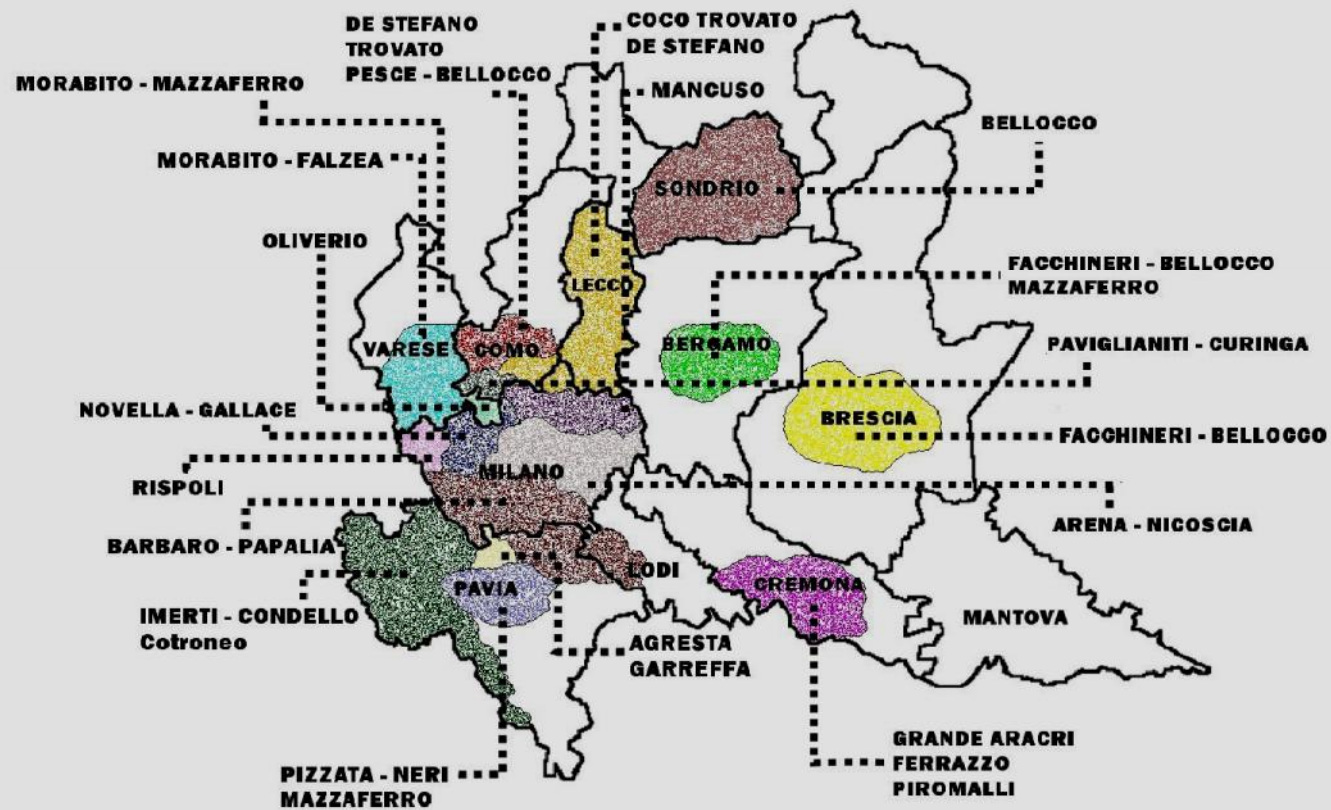 DE STEFANO
TROVATO
PESCE - BELLOCCO
COCO TROVATO
DE STEFANO
MORABITO - MAZZAFERRO
MANCUSO
BELLOCCO
MORABITO - FALZEA
SONDRIO
OLIVERIO
FACCHINERI - BELLOCCO
MAZZAFERRO
LECCO
VARESE
COMO
BERGAMO
PAVIGLIANITI - CURINGA
NOVELLA - GALLACE
BRESCIA
FACCHINERI - BELLOCCO
MILANO
RISPOLI
ARENA - NICOSCIA
BARBARO - PAPALIA
LODI
PAVIA
CREMONA
IMERTI - CONDELLO
Cotroneo
MANTOVA
AGRESTA
GARREFFA
GRANDE ARACRI
FERRAZZO
PIROMALLI
PIZZATA - NERI
MAZZAFERRO